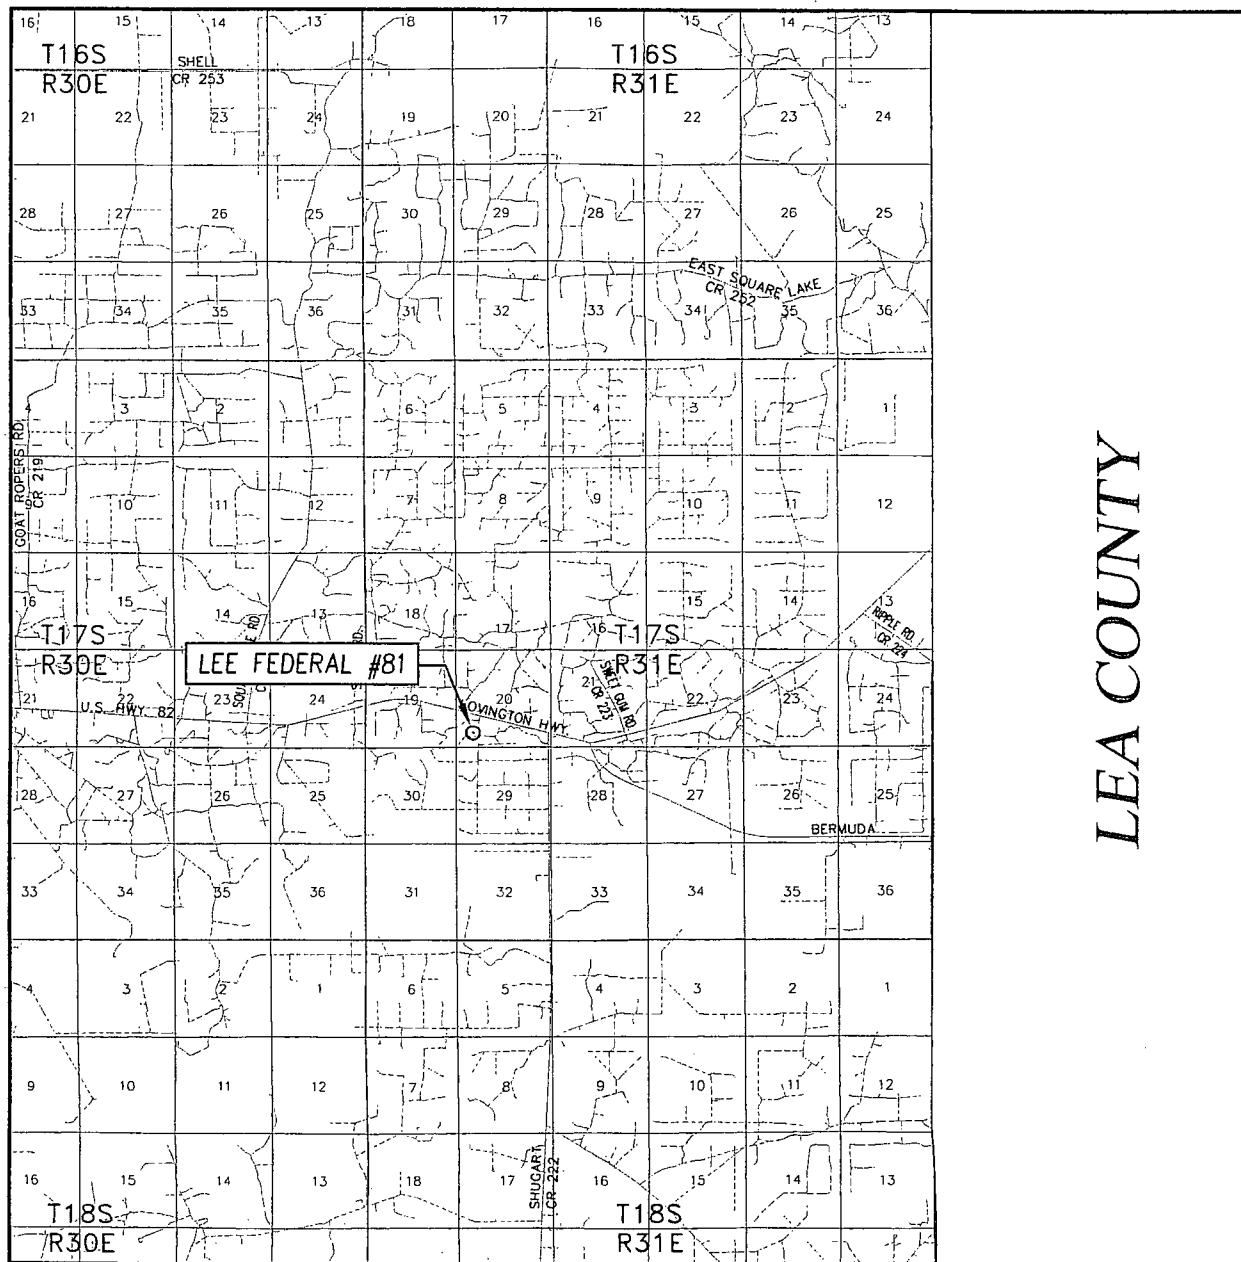 16 15 14 13 18 17 16 15 14 13
T16S
R30E
SHELL
CR 253
T16S
R31E
21 22 23 24 19 20 21 22 23 24
28 27 26 25 30 29 28 27 26 25
EAST SQUARE LAKE
CR 252
33 34 35 36 31 32 33 34 35 36
4 3 2 1 6 5 4 3 2 1
GOAT ROPERS RD
CR 219
9 10 11 12 7 8 9 10 11 12
16 15 14 13 18 17 16 15 14 13
RIPPLE RD.
CR 224
T17S
R30E
T17S
R31E
LEE FEDERAL #81
21 22 23 24 19 20 21 22 23 24
U.S. HWY. 82
OVINGTON HWY
SWEET GUM RD.
CR 223
28 27 26 25 30 29 28 27 26 25
BERMUDA
33 34 35 36 31 32 33 34 35 36
4 3 2 1 6 5 4 3 2 1
9 10 11 12 7 8 9 10 11 12
SHUGART
CR 222
16 15 14 13 18 17 16 15 14 13
T18S
R30E
T18S
R31E
LEA COUNTY